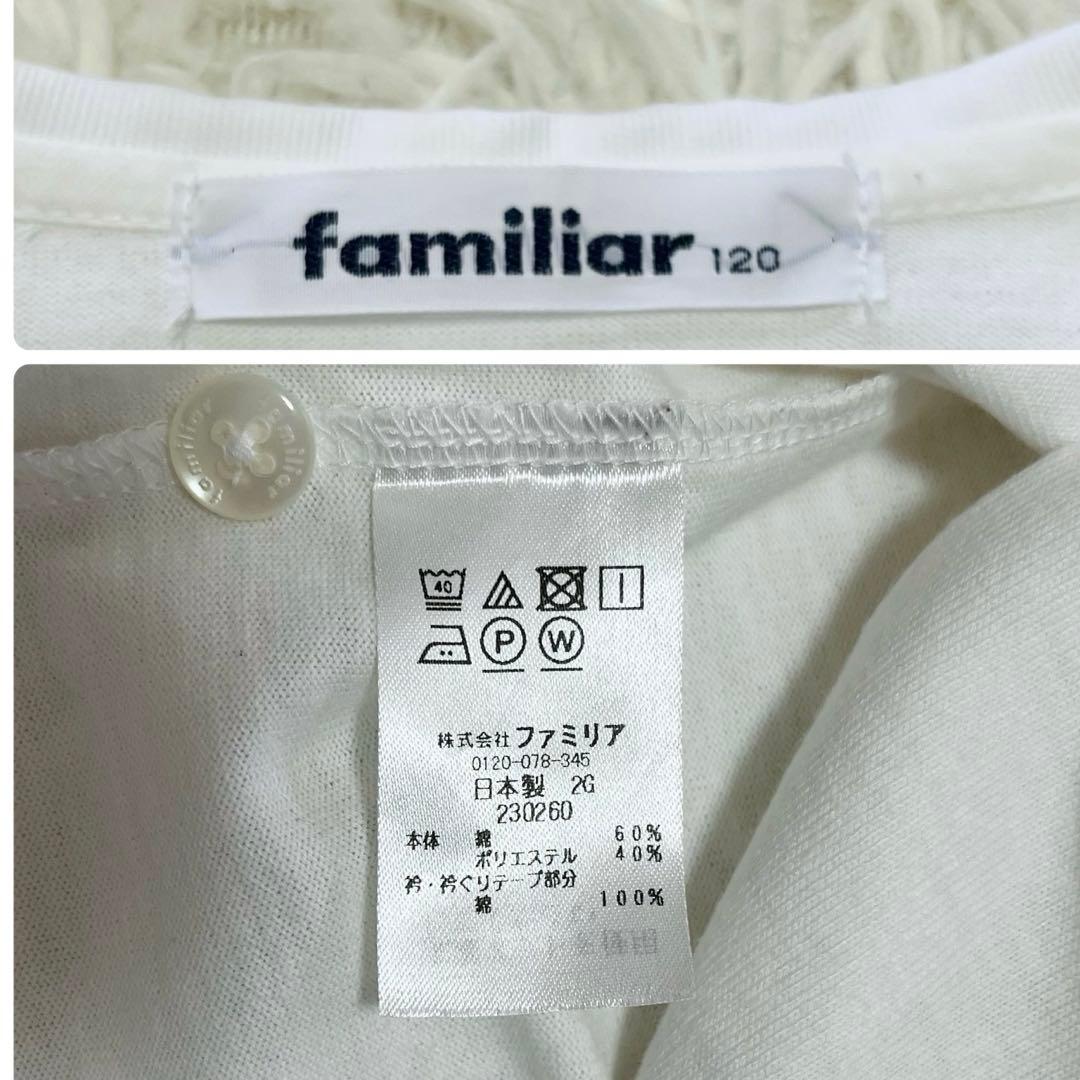 familiar 120
familiar familiar
40
P W
株式会社ファミリア
0120-078-345
日本製 2G
230260
本体 綿 60%
ポリエステル 40%
衿・衿ぐりテープ部分
綿 100%